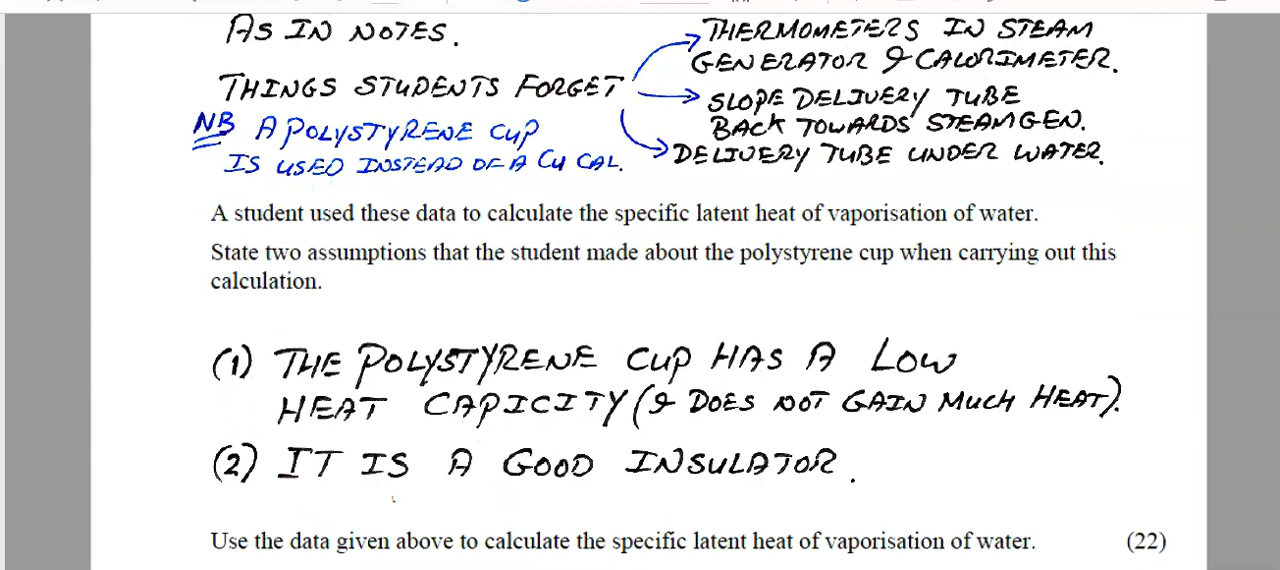 AS IN NOTES.
THINGS STUDENTS FORGET
THERMOMETERS IN STEAM
GENERATOR & CALORIMETER.
SLOPE DELIVERY TUBE
BACK TOWARDS STEAM GEN.
DELIVERY TUBE UNDER WATER.
NB A POLYSTYRENE CUP
IS USED INSTEAD OF A Cu CAL.
A student used these data to calculate the specific latent heat of vaporisation of water.
State two assumptions that the student made about the polystyrene cup when carrying out this
calculation.
(1) THE POLYSTYRENE CUP HAS A LOW
HEAT CAPICITY (& DOES NOT GAIN MUCH HEAT).
(2) IT IS A GOOD INSULATOR.
Use the data given above to calculate the specific latent heat of vaporisation of water. (22)